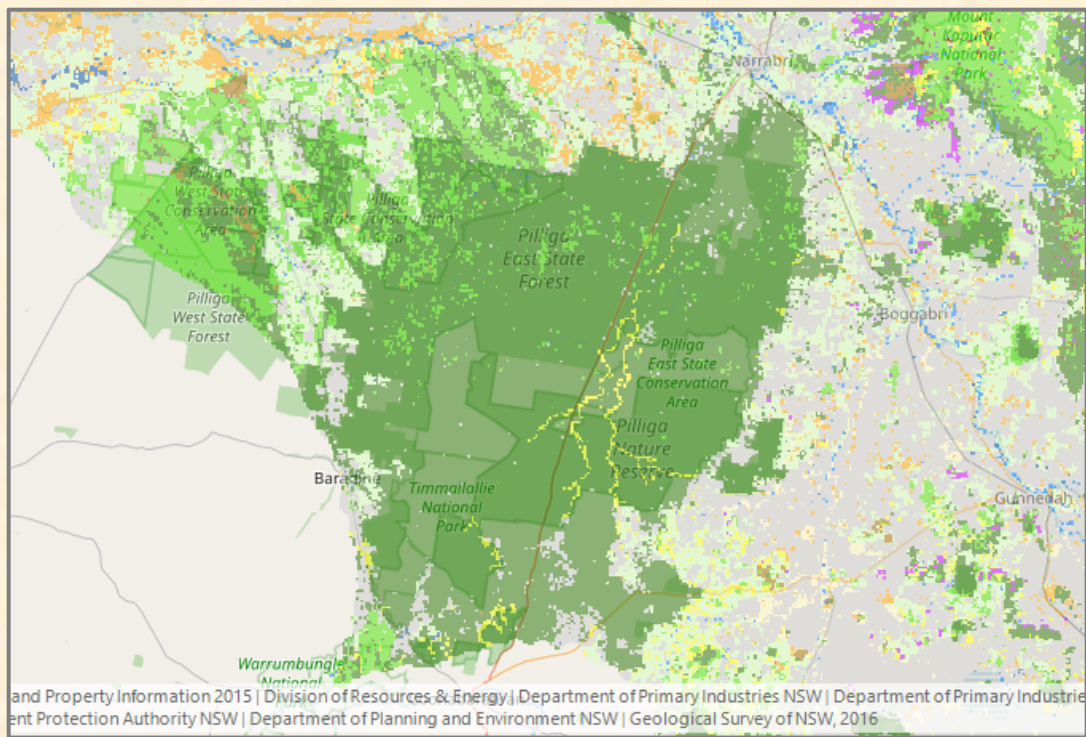 Mount
Kaputar
National
Park
Narrabri
Pilliga
West State
Conservation
Area
Pilliga
State Conservation
Area
Pilliga
East State
Forest
Pilliga
West State
Forest
Boggabri
Pilliga
East State
Conservation
Area
Pilliga
Nature
Reserve
Baradine
Timmallallie
National
Park
Gunnedah
Warrumbungle
National
and Property Information 2015 | Division of Resources & Energy | Department of Primary Industries NSW | Department of Primary Industrie
ent Protection Authority NSW | Department of Planning and Environment NSW | Geological Survey of NSW, 2016